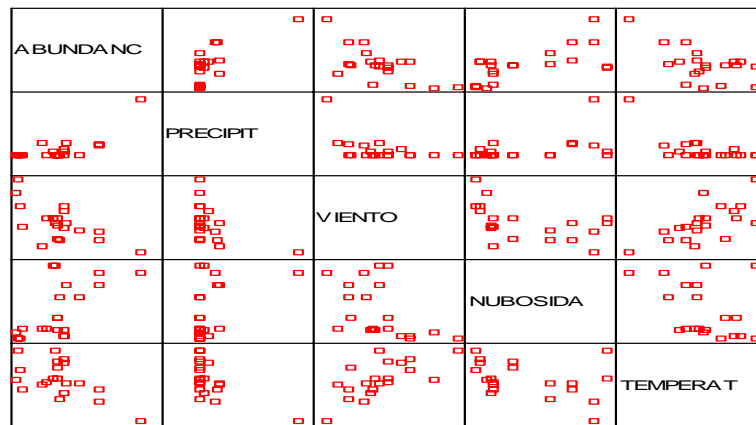 ABUNDANC
PRECIPIT
VIENTO
NUBOSIDA
TEMPERAT